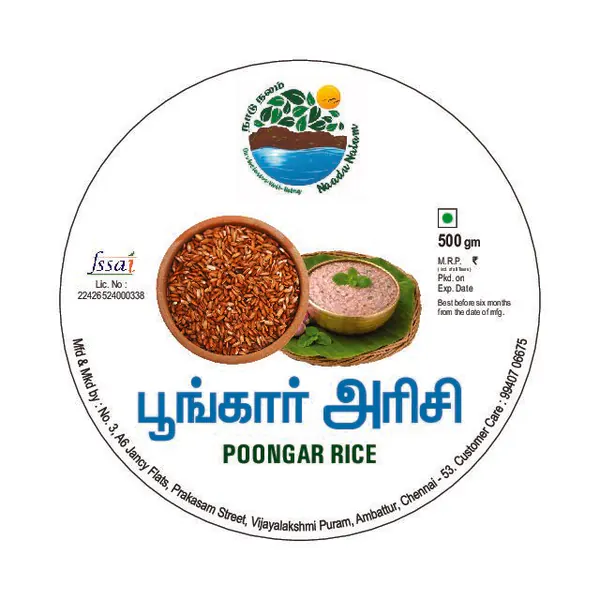 நாடு நலம்
Naadu Nalam
fssai
Lic. No :
22426524000338
500 gm
M.R.P. ₹
Pkd. on
Exp. Date
Best before six months
from the date of mfg.
பூங்கார் அரிசி
POONGAR RICE
Mfd & Mkd by : No. 3, A6 Jancy Flats, Prakasam Street, Vijayalakshmi Puram, Ambattur, Chennai - 53. Customer Care : 99407 06675